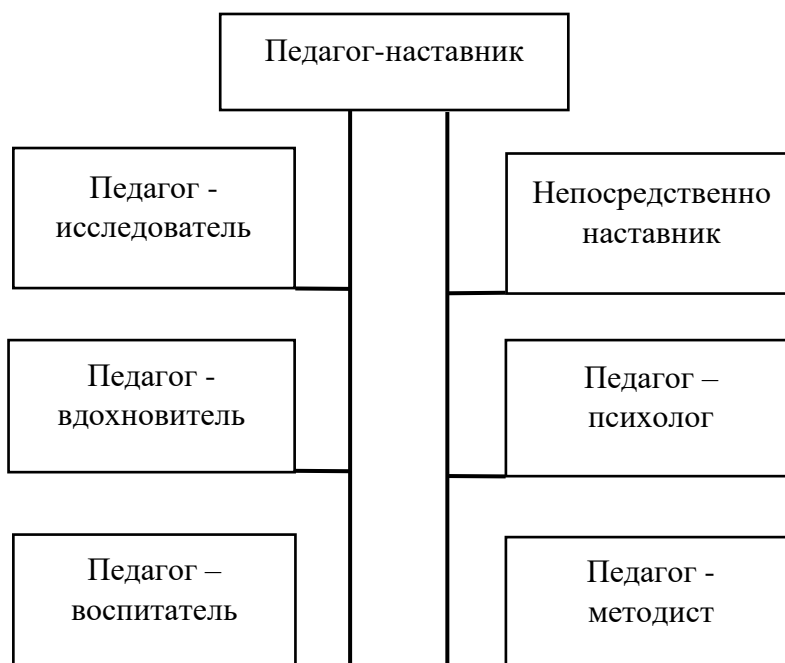 Педагог-наставник
Педагог -
исследователь
Непосредственно
наставник
Педагог -
вдохновитель
Педагог –
психолог
Педагог –
воспитатель
Педагог -
методист